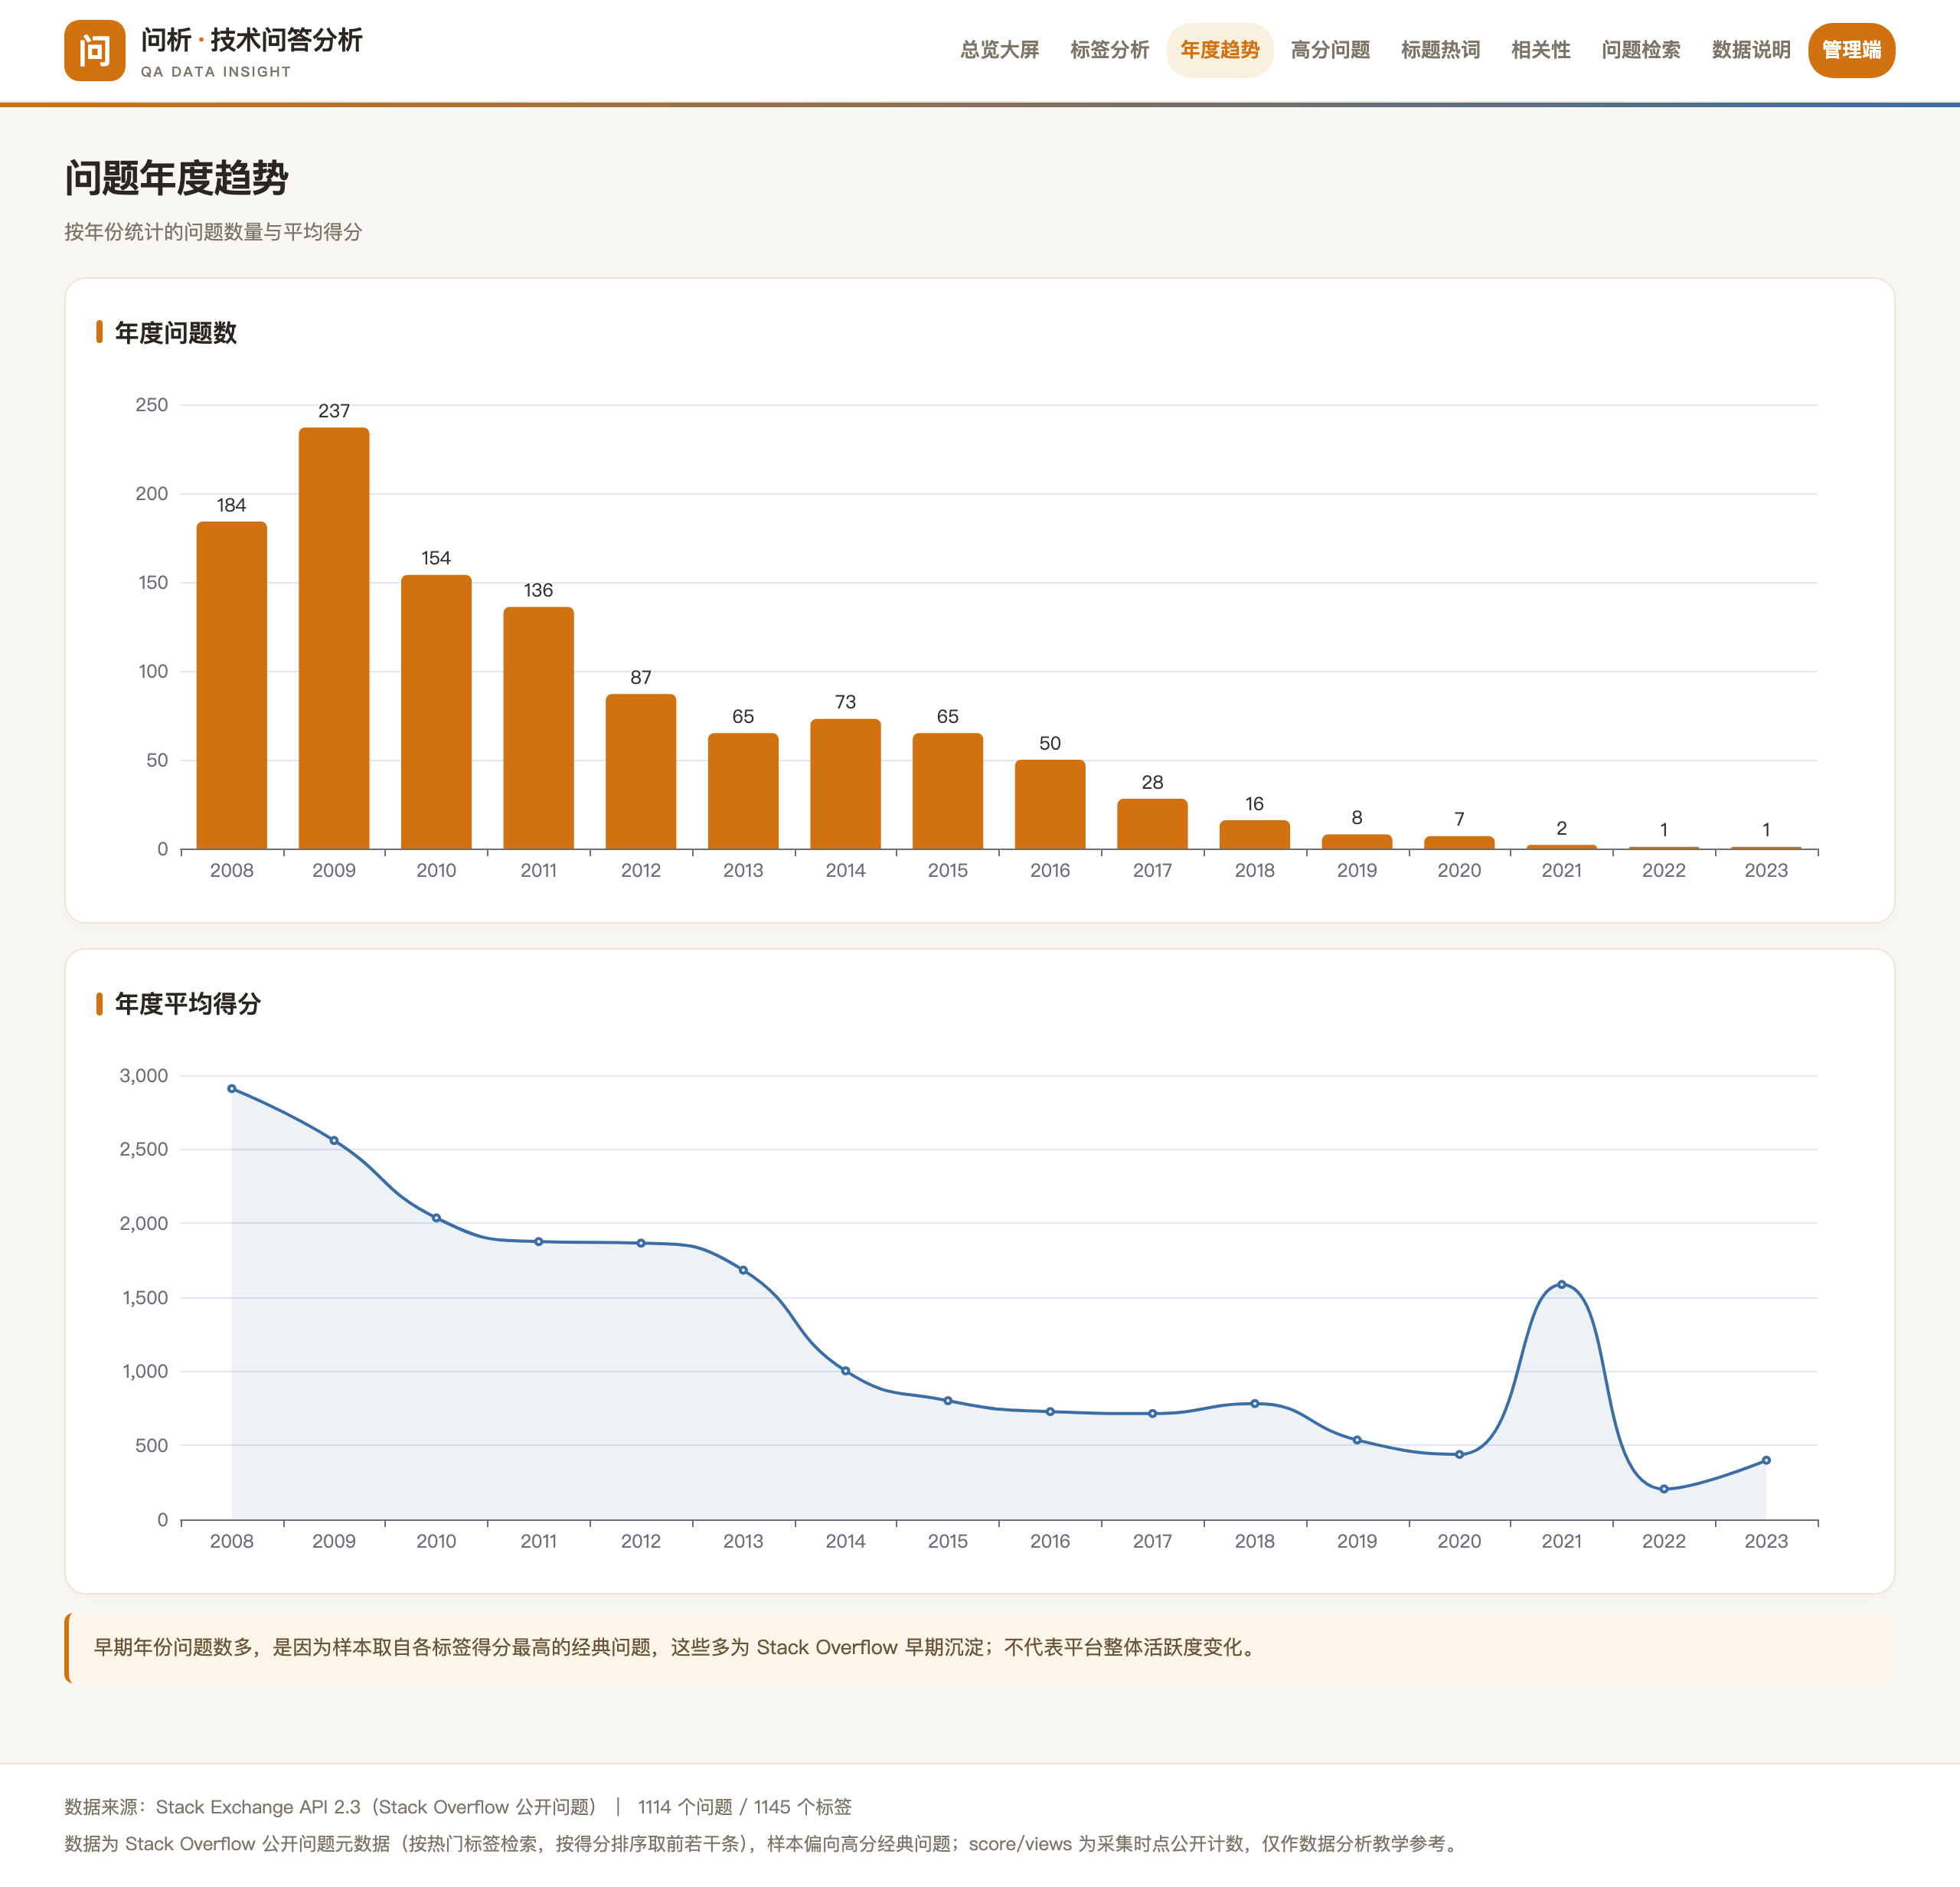 问
问析·技术问答分析
QA DATA INSIGHT
总览大屏 标签分析 年度趋势 高分问题 标题热词 相关性 问题检索 数据说明 管理端
问题年度趋势
按年份统计的问题数量与平均得分
年度问题数
250
200
150
100
50
0
184 237 154 136 87 65 73 65 50 28 16 8 7 2 1 1
2008 2009 2010 2011 2012 2013 2014 2015 2016 2017 2018 2019 2020 2021 2022 2023
年度平均得分
3,000
2,500
2,000
1,500
1,000
500
0
2008 2009 2010 2011 2012 2013 2014 2015 2016 2017 2018 2019 2020 2021 2022 2023
早期年份问题数多，是因为样本取自各标签得分最高的经典问题，这些多为 Stack Overflow 早期沉淀；不代表平台整体活跃度变化。
数据来源：Stack Exchange API 2.3（Stack Overflow 公开问题） ｜ 1114 个问题 / 1145 个标签
数据为 Stack Overflow 公开问题元数据（按热门标签检索，按得分排序取前若干条），样本偏向高分经典问题；score/views 为采集时点公开计数，仅作数据分析教学参考。